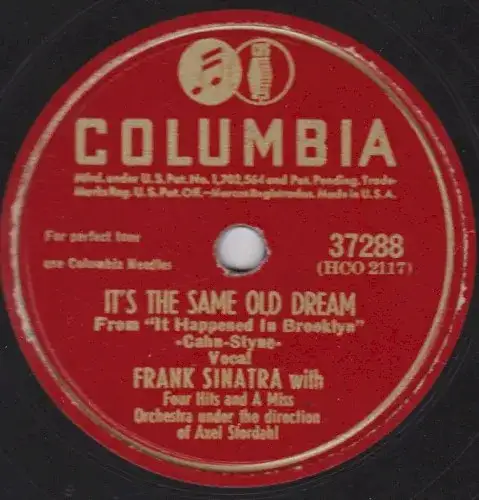 COLUMBIA
Mfrd. under U.S. Pat. No. 1,702,564 and Pat. Pending. Trade-
Marks Reg. U.S. Pat. Off.—Marcas Registradas. Made in U.S.A.
For perfect tone
use Columbia Needles
37288
(HCO 2117)
IT'S THE SAME OLD DREAM
From "It Happened In Brooklyn"
-Cahn-Styne-
Vocal
FRANK SINATRA with
Four Hits and A Miss
Orchestra under the direction
of Axel Stordahl